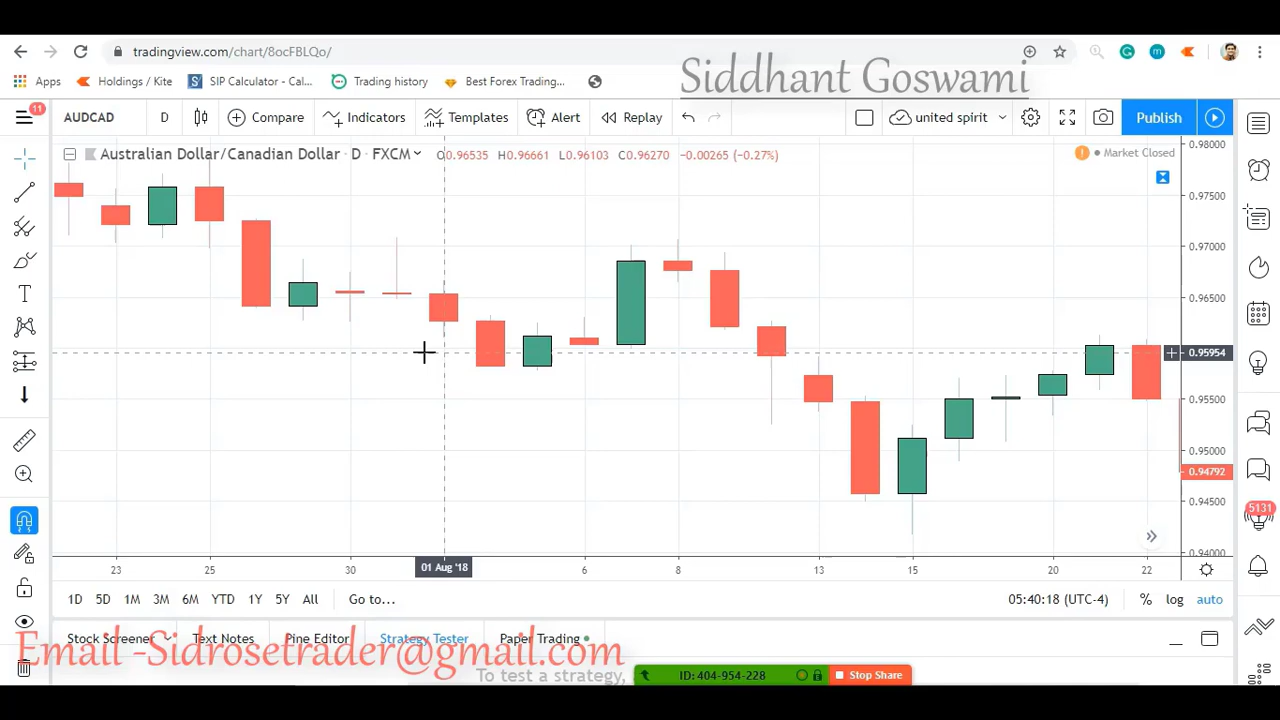 tradingview.com/chart/8ocFBLQo/
Apps Holdings / Kite SIP Calculator - Cal... Trading history Best Forex Trading...
Siddhant Goswami
11 AUDCAD D Compare Indicators Templates Alert Replay united spirit Publish
Australian Dollar/Canadian Dollar · D · FXCM O0.96535 H0.96661 L0.96103 C0.96270 −0.00265 (−0.27%)
Market Closed
0.98000
0.97500
0.97000
0.96500
0.95954
0.95500
0.95000
0.94792
0.94500
0.94000
5131
23 25 30 01 Aug '18 6 8 13 15 20 22
1D 5D 1M 3M 6M YTD 1Y 5Y All Go to... 05:40:18 (UTC-4) % log auto
Stock Screener Text Notes Pine Editor Strategy Tester Paper Trading
Email -Sidrosetrader@gmail.com
To test a strategy,
ID: 404-954-228 Stop Share